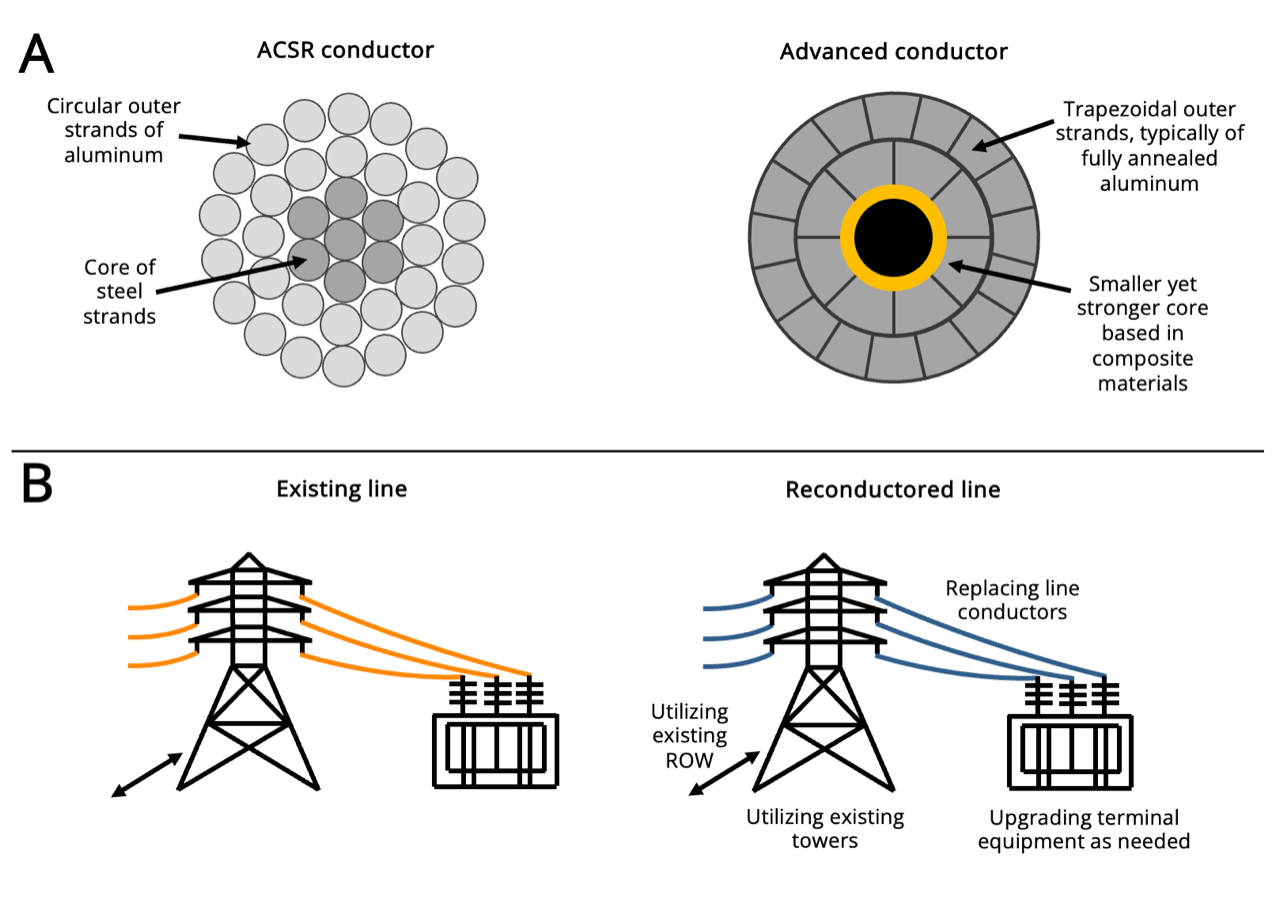 A
ACSR conductor
Circular outer
strands of
aluminum
Core of
steel
strands
Advanced conductor
Trapezoidal outer
strands, typically of
fully annealed
aluminum
Smaller yet
stronger core
based in
composite
materials
B
Existing line
Reconductored line
Replacing line
conductors
Utilizing
existing
ROW
Utilizing existing
towers
Upgrading terminal
equipment as needed